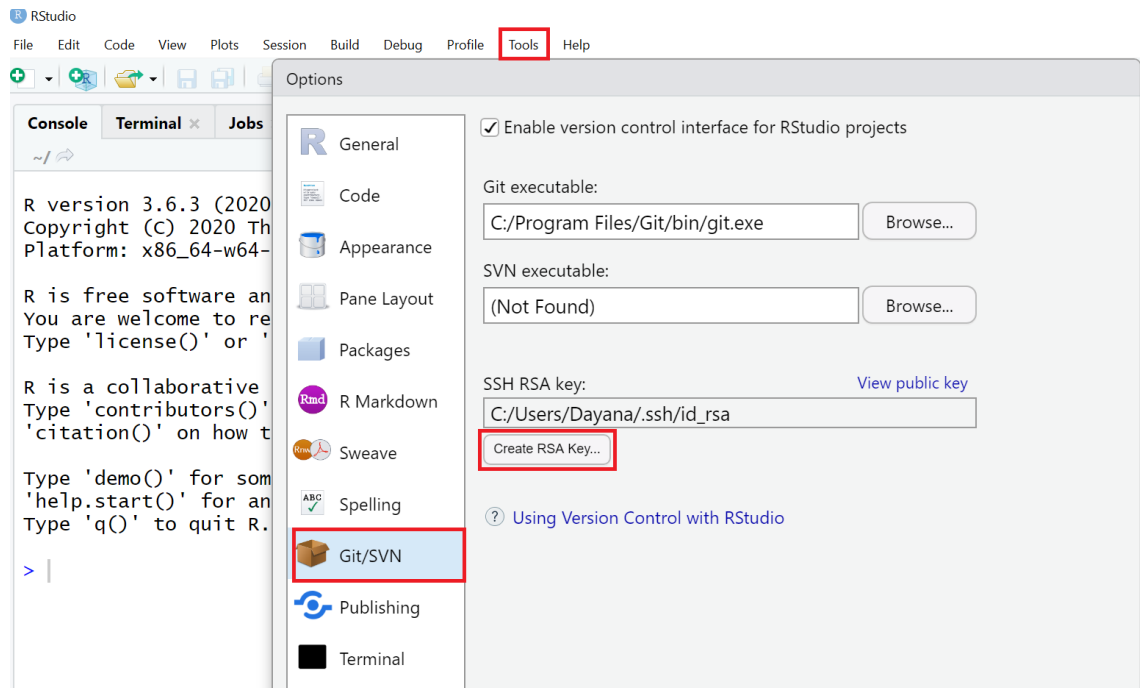 RStudio
File Edit Code View Plots Session Build Debug Profile Tools Help
Options
Console Terminal Jobs
~/
R version 3.6.3 (2020
Copyright (C) 2020 Th
Platform: x86_64-w64-
R is free software an
You are welcome to re
Type 'license()' or '
R is a collaborative
Type 'contributors()'
'citation()' on how t
Type 'demo()' for som
'help.start()' for an
Type 'q()' to quit R.
>
General
Code
Appearance
Pane Layout
Packages
Rmd R Markdown
Rnw Sweave
ABC Spelling
Git/SVN
Publishing
Terminal
Enable version control interface for RStudio projects
Git executable:
C:/Program Files/Git/bin/git.exe Browse...
SVN executable:
(Not Found) Browse...
SSH RSA key: View public key
C:/Users/Dayana/.ssh/id_rsa
Create RSA Key...
? Using Version Control with RStudio